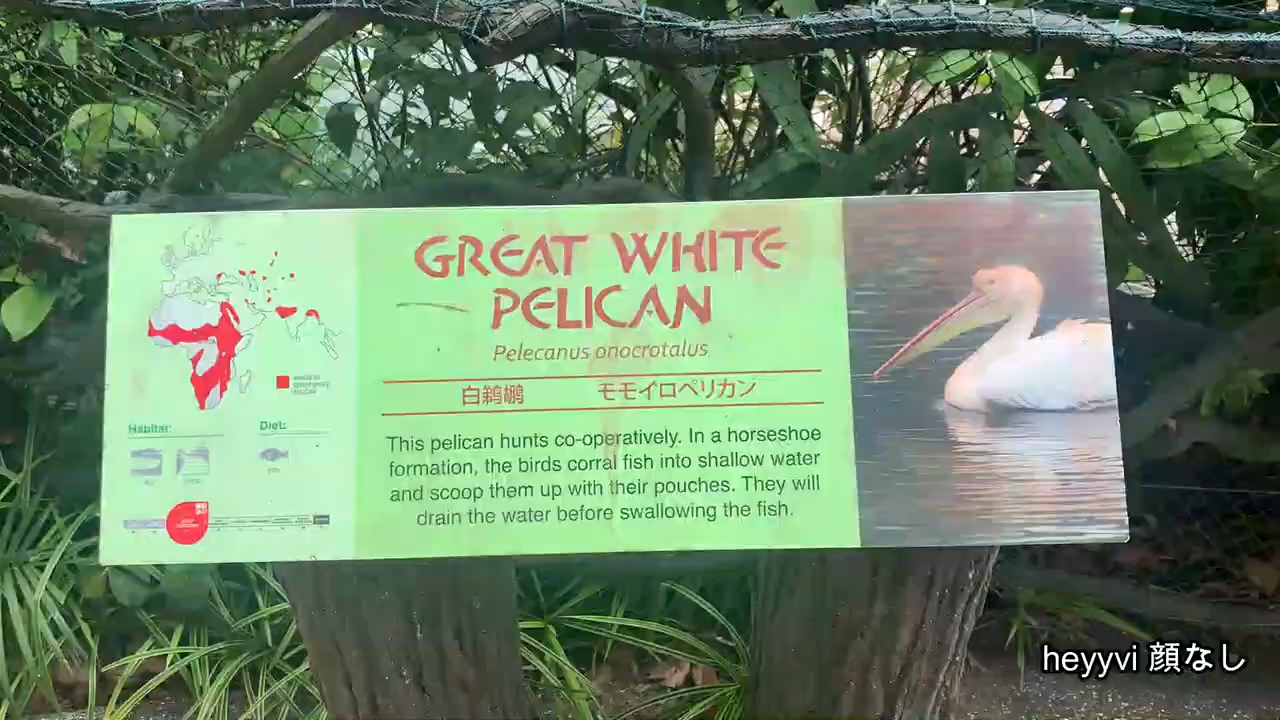 GREAT WHITE
PELICAN
Pelecanus onocrotalus
白鹈鹕 モモイロペリカン
This pelican hunts co-operatively. In a horseshoe
formation, the birds corral fish into shallow water
and scoop them up with their pouches. They will
drain the water before swallowing the fish.
Habitat:
Diet:
heyyvi 顔なし